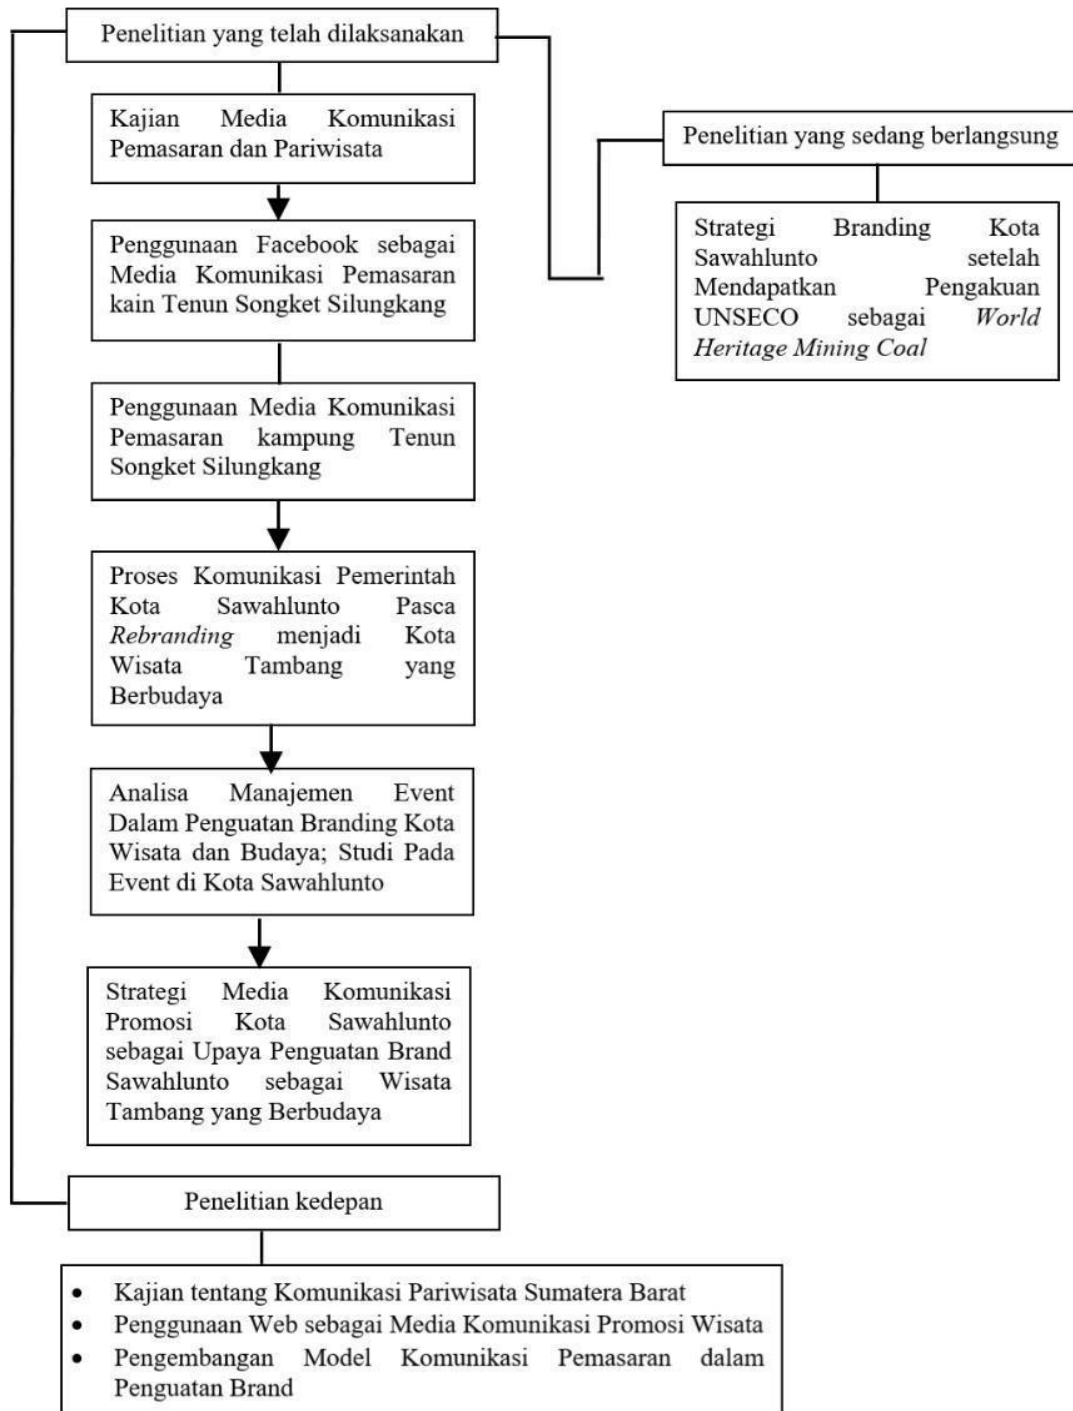 Penelitian yang telah dilaksanakan
Kajian Media Komunikasi
Pemasaran dan Pariwisata
Penggunaan Facebook sebagai
Media Komunikasi Pemasaran
kain Tenun Songket Silungkang
Penggunaan Media Komunikasi
Pemasaran kampung Tenun
Songket Silungkang
Proses Komunikasi Pemerintah
Kota Sawahlunto Pasca
Rebranding menjadi Kota
Wisata Tambang yang
Berbudaya
Analisa Manajemen Event
Dalam Penguatan Branding Kota
Wisata dan Budaya; Studi Pada
Event di Kota Sawahlunto
Strategi Media Komunikasi
Promosi Kota Sawahlunto
sebagai Upaya Penguatan Brand
Sawahlunto sebagai Wisata
Tambang yang Berbudaya
Penelitian yang sedang berlangsung
Strategi Branding Kota
Sawahlunto setelah
Mendapatkan Pengakuan
UNSECO sebagai World
Heritage Mining Coal
Penelitian kedepan
• Kajian tentang Komunikasi Pariwisata Sumatera Barat
• Penggunaan Web sebagai Media Komunikasi Promosi Wisata
• Pengembangan Model Komunikasi Pemasaran dalam
Penguatan Brand